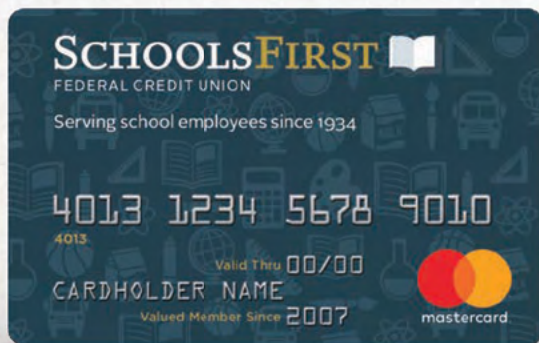 SCHOOLSFIRST
FEDERAL CREDIT UNION
Serving school employees since 1934
4013 1234 5678 9010
4013
Valid Thru 00/00
CARDHOLDER NAME
Valued Member Since 2007
mastercard